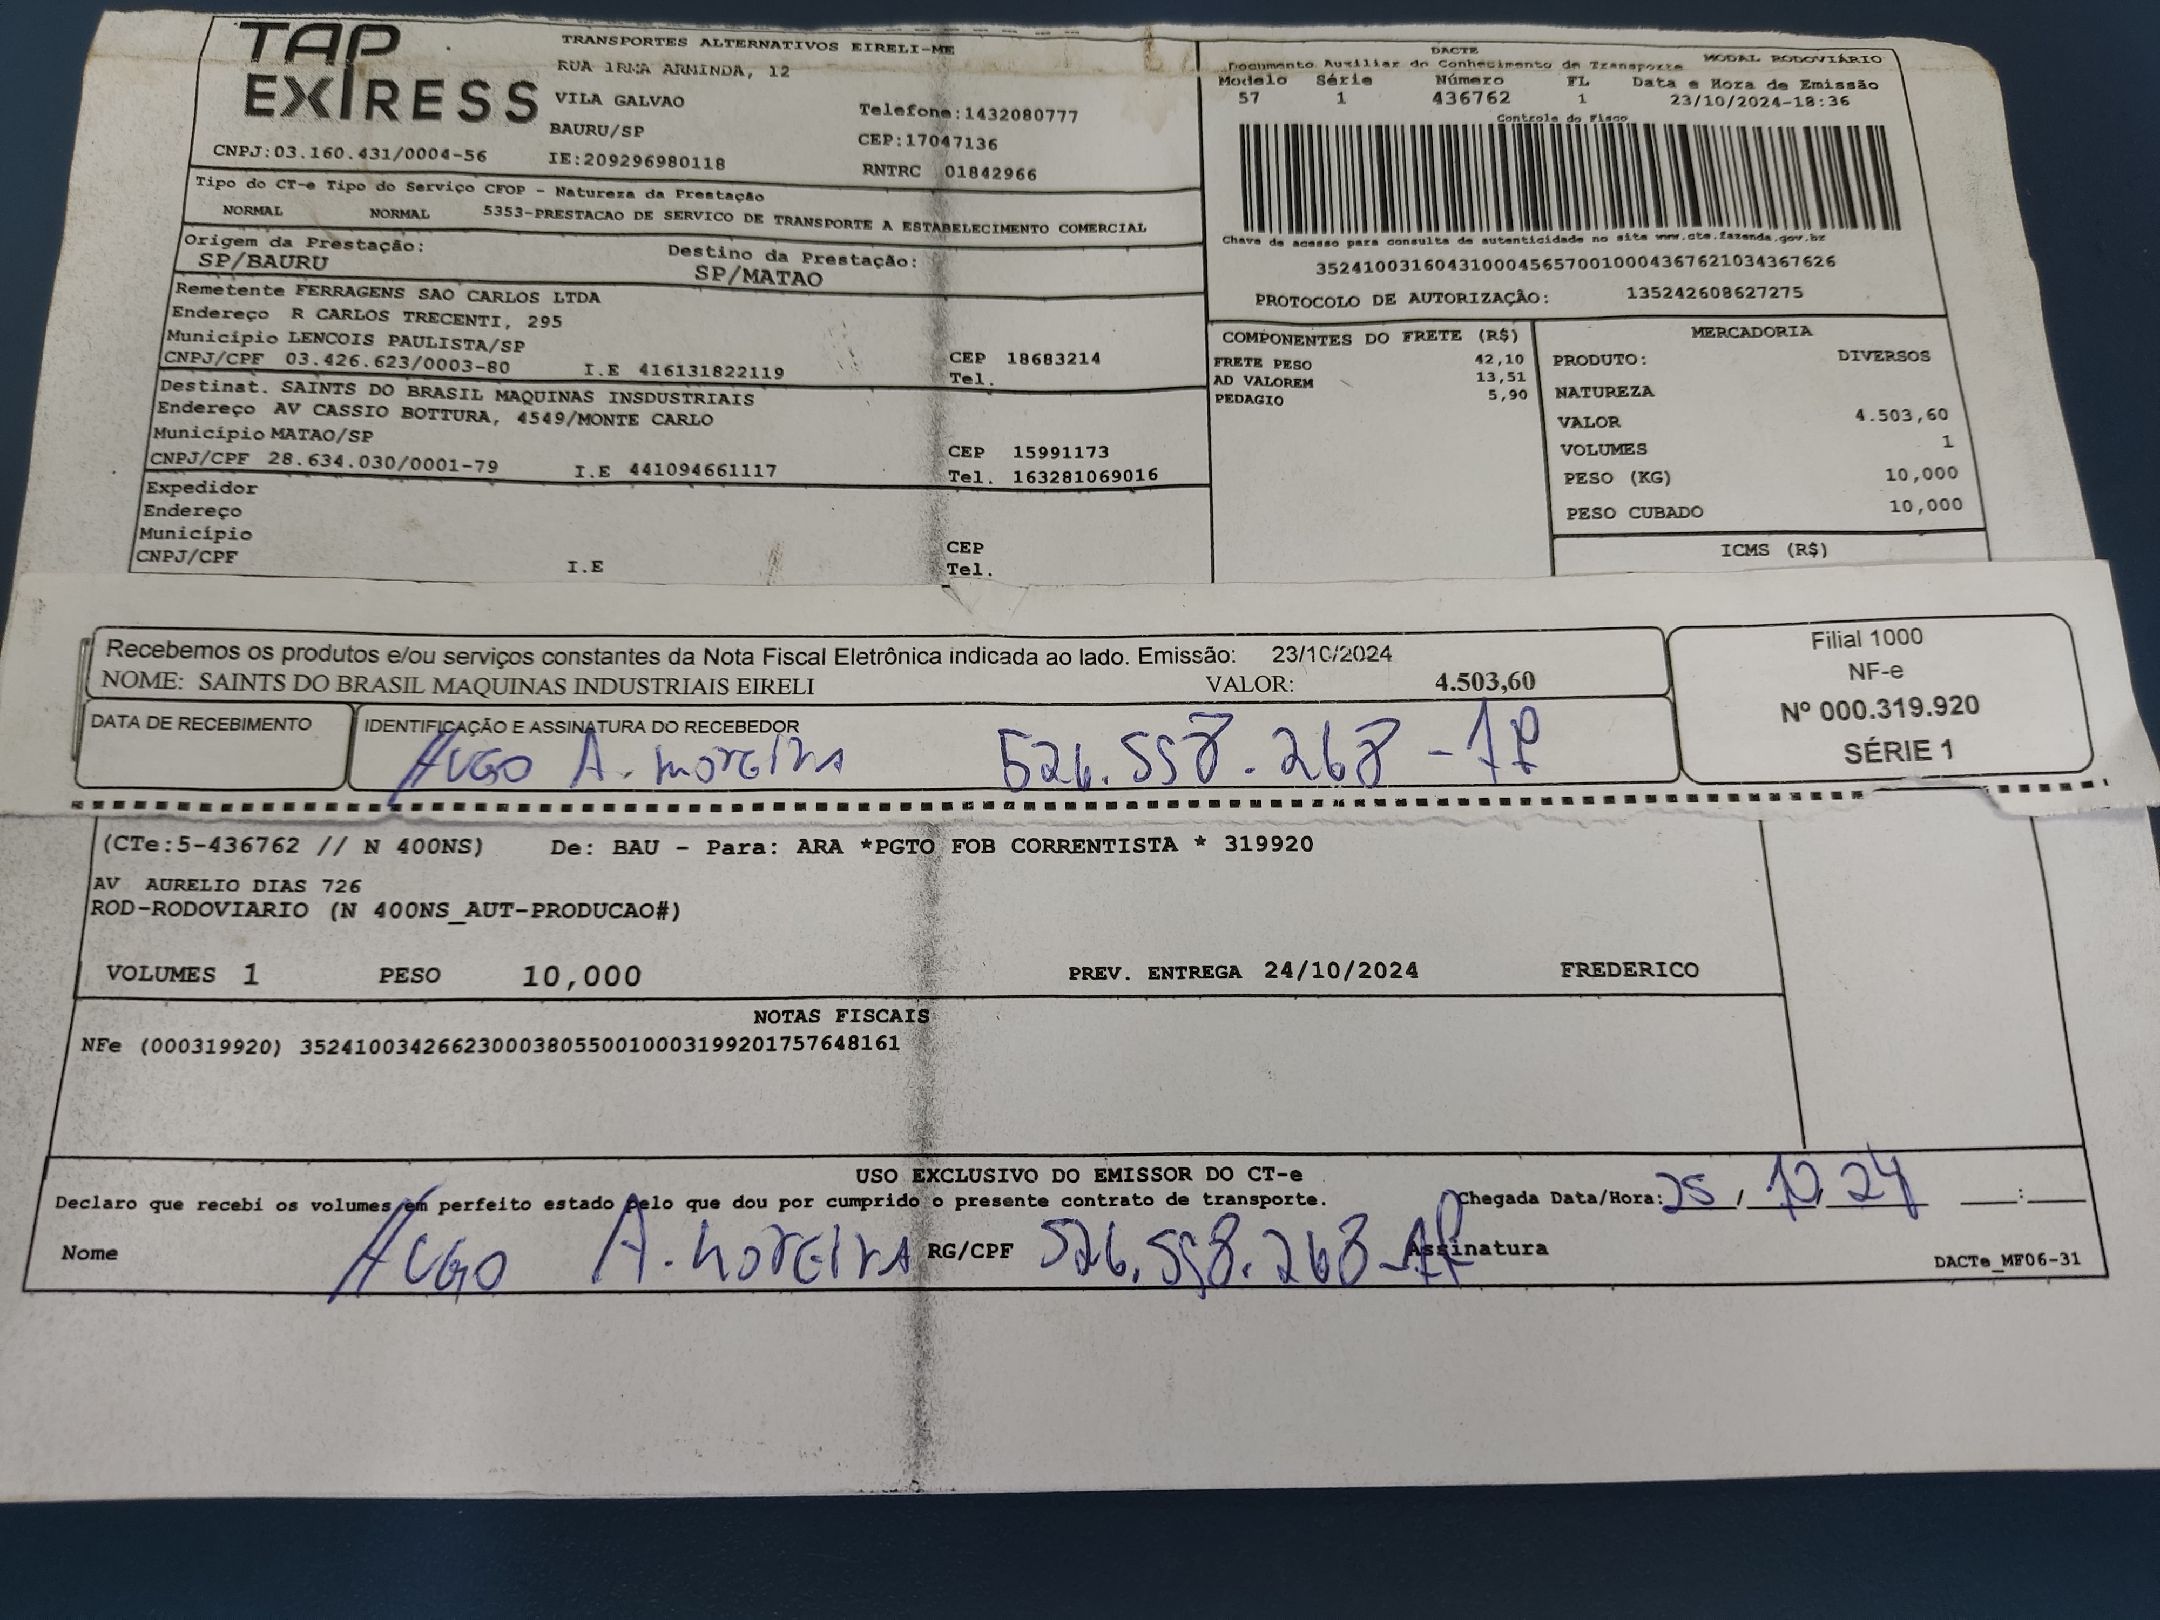 TAP
EXPRESS
TRANSPORTES ALTERNATIVOS EIRELI-ME
RUA IRMA ARMINDA, 12
VILA GALVAO
BAURU/SP
Telefone:1432080777
CEP:17047136
CNPJ:03.160.431/0004-56 IE:209296980118 RNTRC 01842966
DACTE
Documento Auxiliar do Conhecimento de Transporte MODAL RODOVIÁRIO
Modelo Série Número FL Data e Hora de Emissão
57 1 436762 1 23/10/2024-18:36
Controle do Fisco
Chave de acesso para consulta de autenticidade no site www.cte.fazenda.gov.br
35241003160431000456570010004367621034367626
PROTOCOLO DE AUTORIZAÇÃO: 135242608627275
Tipo do CT-e Tipo do Serviço CFOP - Natureza da Prestação
NORMAL NORMAL 5353-PRESTACAO DE SERVICO DE TRANSPORTE A ESTABELECIMENTO COMERCIAL
Origem da Prestação: Destino da Prestação:
SP/BAURU SP/MATAO
Remetente FERRAGENS SAO CARLOS LTDA
Endereço R CARLOS TRECENTI, 295
Município LENCOIS PAULISTA/SP CEP 18683214
CNPJ/CPF 03.426.623/0003-80 I.E 416131822119 Tel.
Destinat. SAINTS DO BRASIL MAQUINAS INSDUSTRIAIS
Endereço AV CASSIO BOTTURA, 4549/MONTE CARLO
Município MATAO/SP CEP 15991173
CNPJ/CPF 28.634.030/0001-79 I.E 441094661117 Tel. 163281069016
Expedidor
Endereço
Município CEP
CNPJ/CPF I.E Tel.
COMPONENTES DO FRETE (R$)
FRETE PESO 42,10
AD VALOREM 13,51
PEDAGIO 5,90
MERCADORIA
PRODUTO: DIVERSOS
NATUREZA
VALOR 4.503,60
VOLUMES 1
PESO (KG) 10,000
PESO CUBADO 10,000
ICMS (R$)
Recebemos os produtos e/ou serviços constantes da Nota Fiscal Eletrônica indicada ao lado. Emissão: 23/10/2024
NOME: SAINTS DO BRASIL MAQUINAS INDUSTRIAIS EIRELI VALOR: 4.503,60
DATA DE RECEBIMENTO IDENTIFICAÇÃO E ASSINATURA DO RECEBEDOR
HUGO A. moreira 526.558.268-18
Filial 1000
NF-e
Nº 000.319.920
SÉRIE 1
(CTe:5-436762 // N 400NS) De: BAU - Para: ARA *PGTO FOB CORRENTISTA * 319920
AV AURELIO DIAS 726
ROD-RODOVIARIO (N 400NS_AUT-PRODUCAO#)
VOLUMES 1 PESO 10,000 PREV. ENTREGA 24/10/2024 FREDERICO
NOTAS FISCAIS
NFe (000319920) 35241003426623000380550010003199201757648161
USO EXCLUSIVO DO EMISSOR DO CT-e
Declaro que recebi os volumes em perfeito estado pelo que dou por cumprido o presente contrato de transporte. Chegada Data/Hora: 25 / 10 / 24 :
Nome HUGO A. moreira RG/CPF 526.558.268-18 Assinatura
DACTe_MF06-31